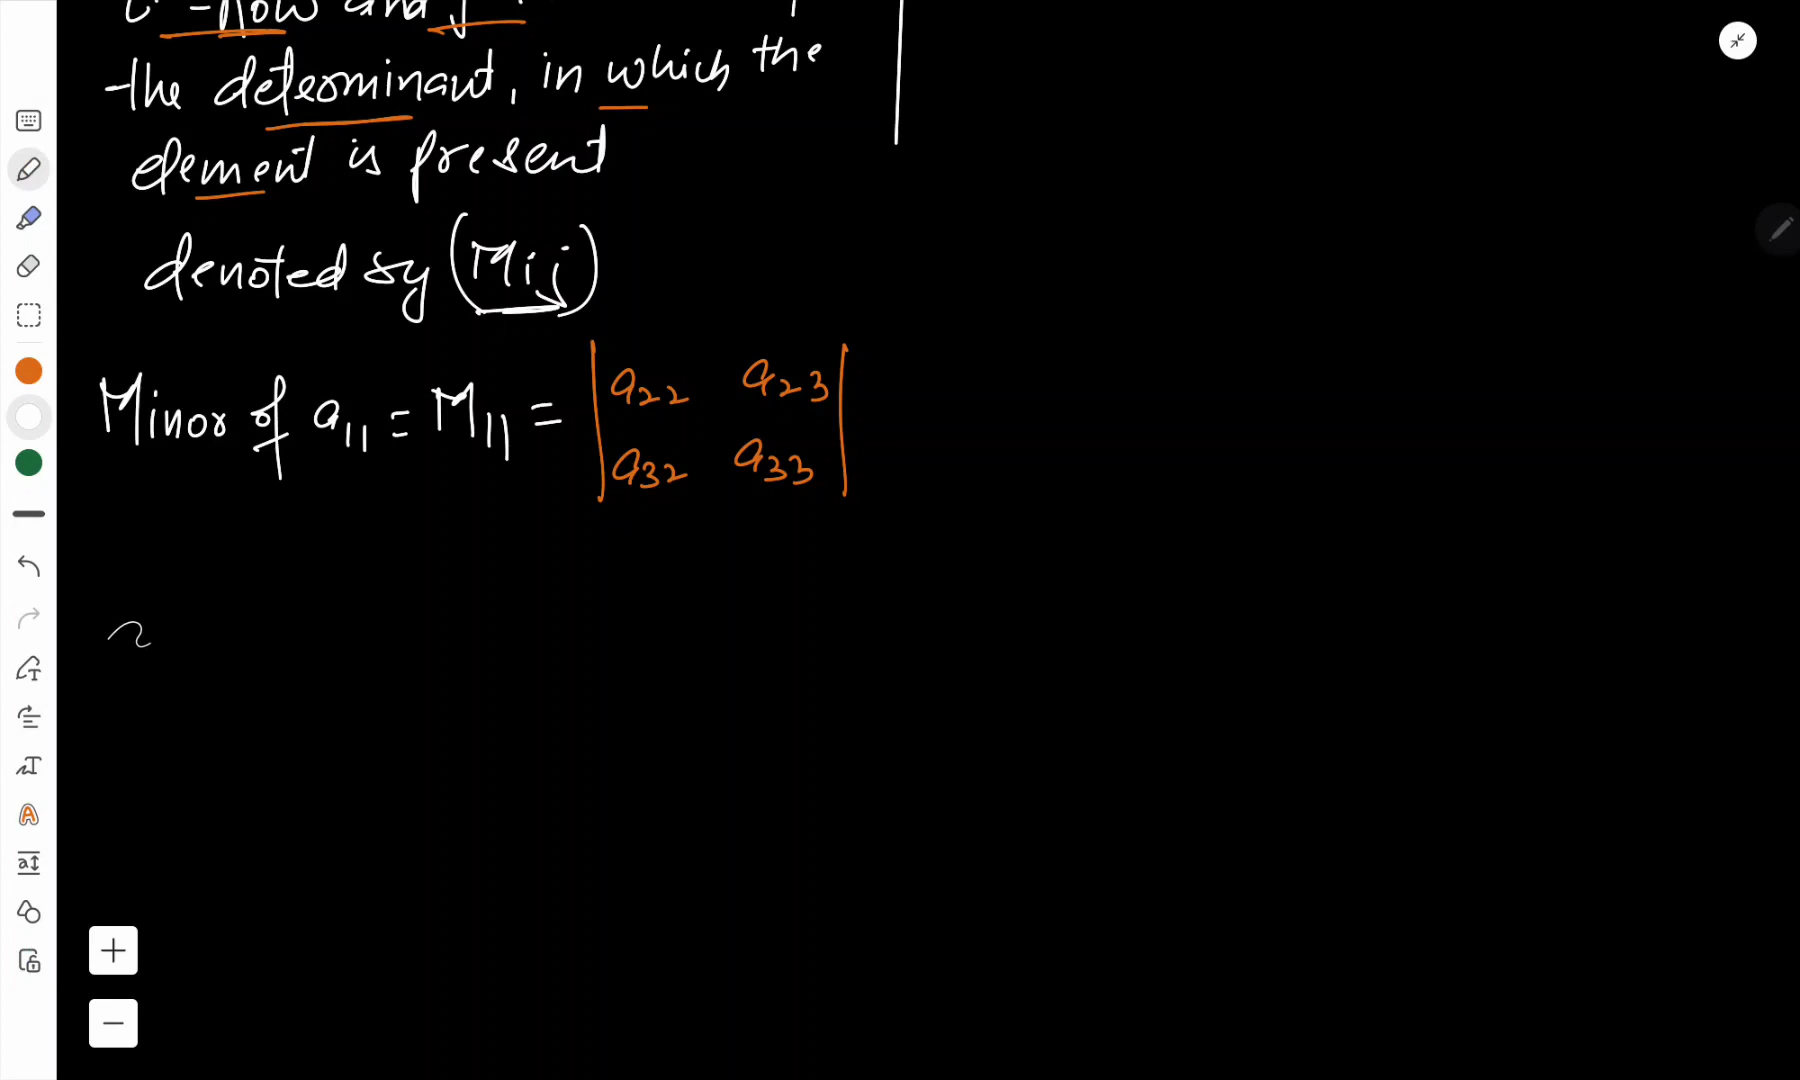 and j
the determinant, in which the
element is present
denoted by (Mij)
Minor of a11 = M11 = | a22 a23 |
| a32 a33 |